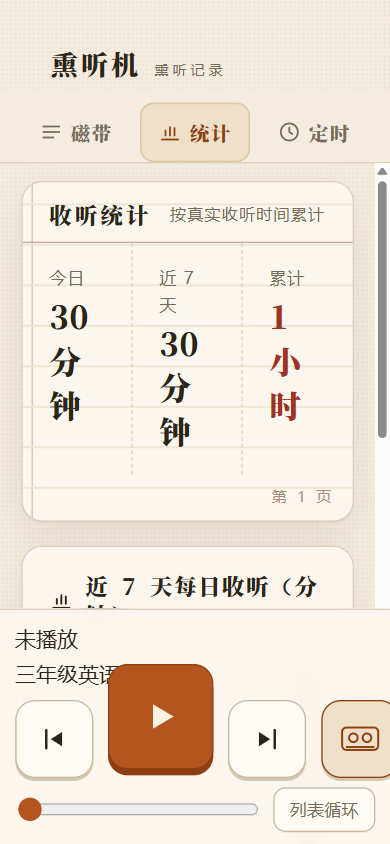 熏听机 熏听记录
磁带 统计 定时
收听统计 按真实收听时间累计
今日 近 7 天 累计
30 分钟 30 分钟 1 小时
第 1 页
近 7 天每日收听（分
未播放
三年级英语
列表循环